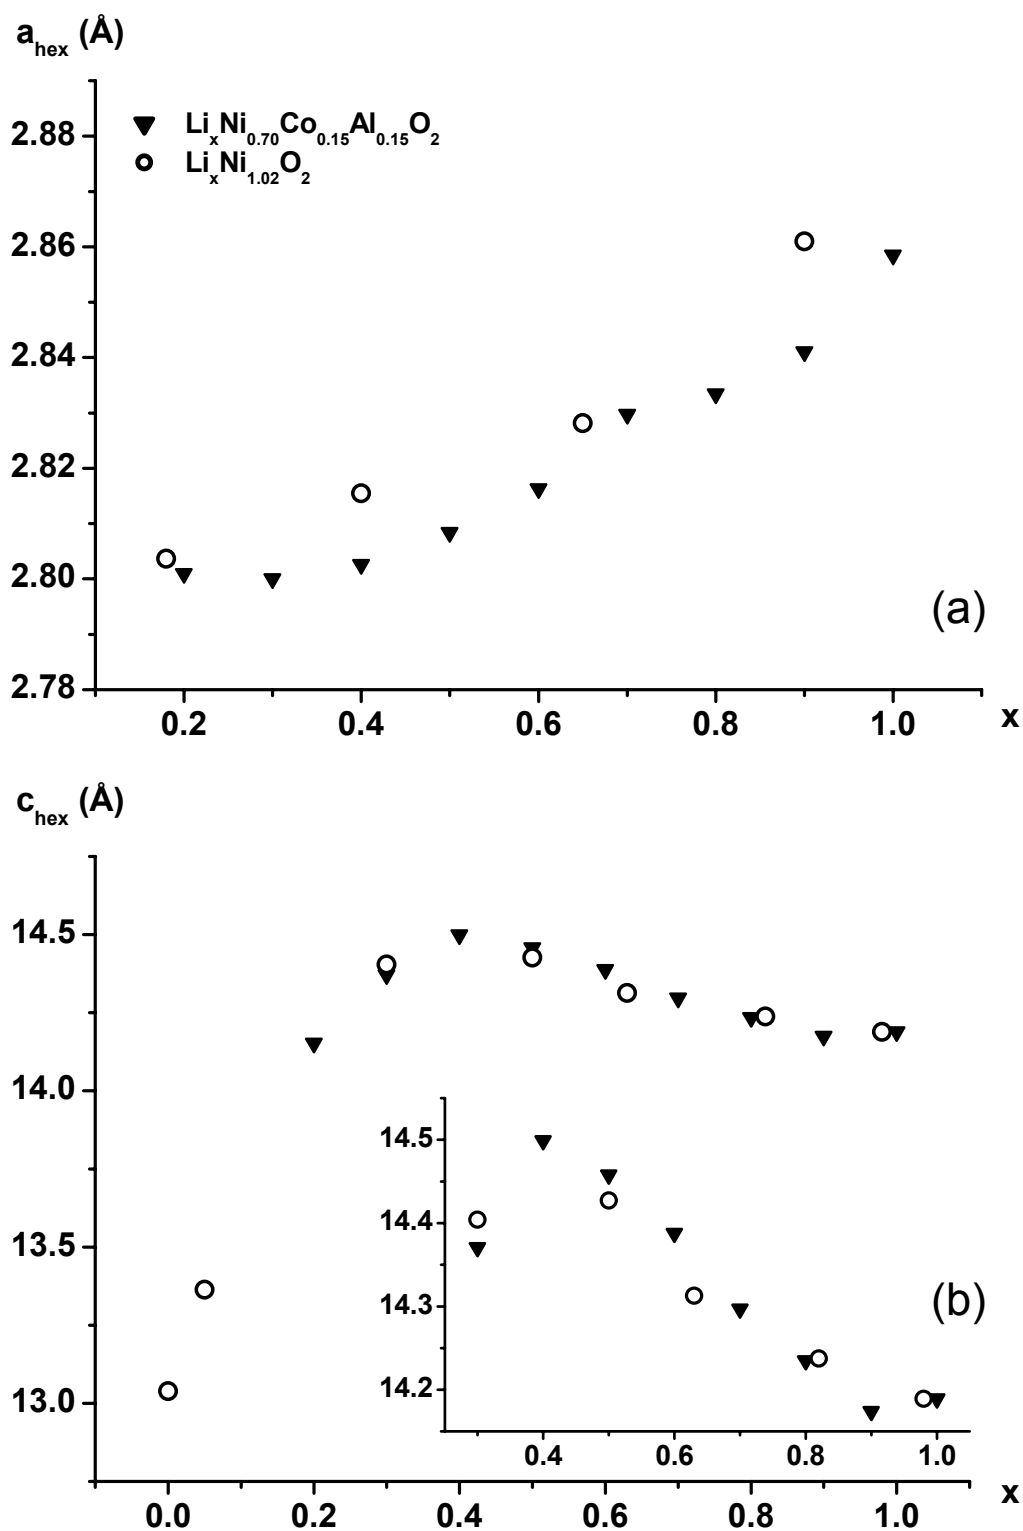 a_hex (Å)
2.88
2.86
2.84
2.82
2.80
2.78
Li_xNi_0.70Co_0.15Al_0.15O_2
Li_xNi_1.02O_2
(a)
0.2 0.4 0.6 0.8 1.0 x
c_hex (Å)
14.5
14.0
13.5
13.0
14.5
14.4
14.3
14.2
0.4 0.6 0.8 1.0
(b)
0.0 0.2 0.4 0.6 0.8 1.0 x